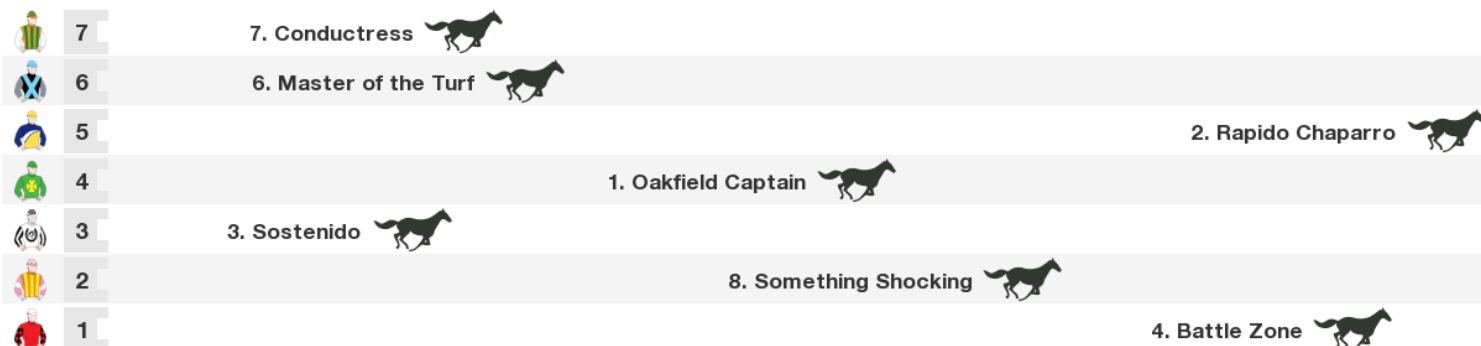 7 7. Conductress
6 6. Master of the Turf
5 2. Rapido Chaparro
4 1. Oakfield Captain
3 3. Sostenido
2 8. Something Shocking
1 4. Battle Zone